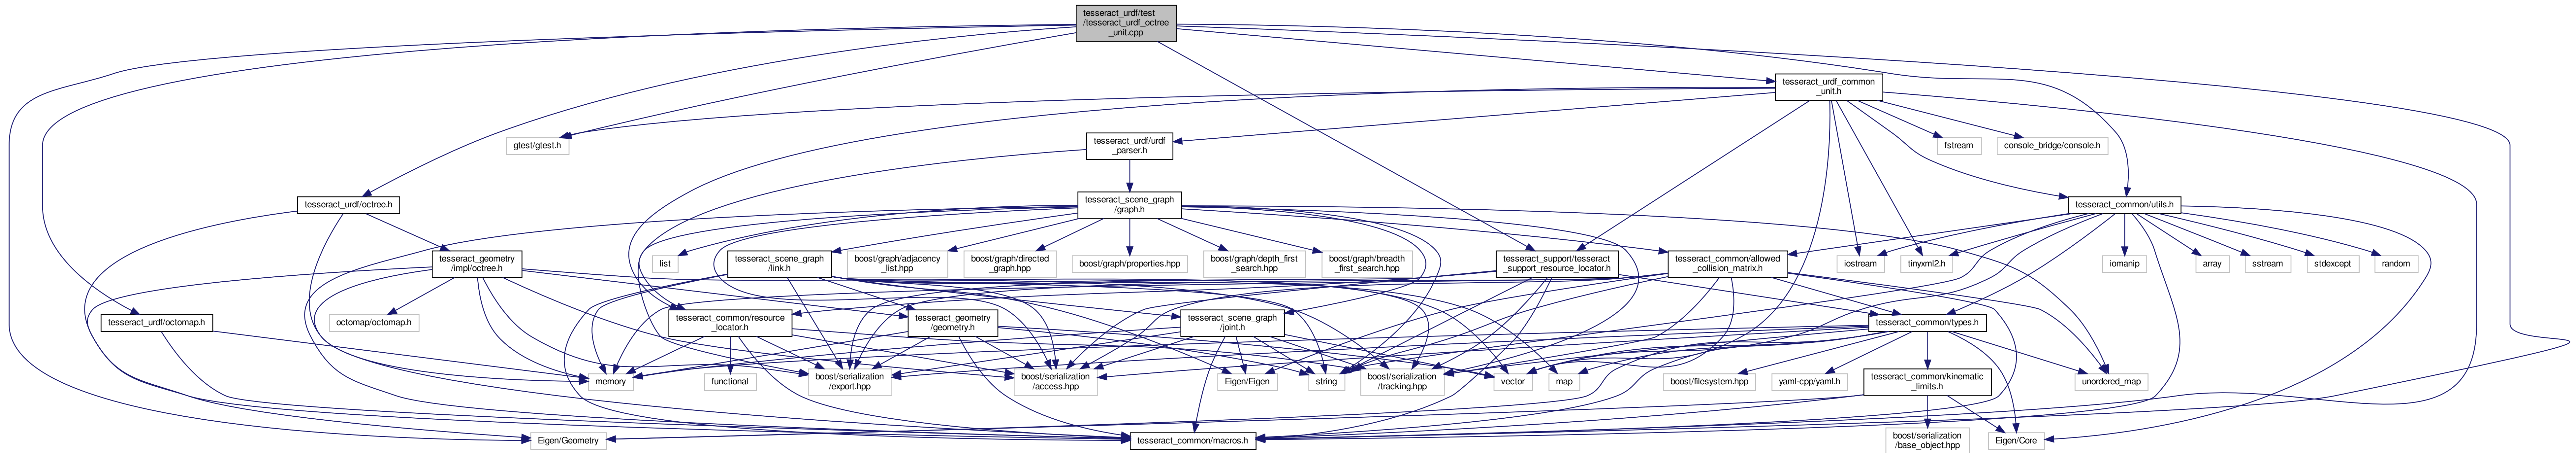 tesseract_urdf/test
/tesseract_urdf_octree
_unit.cpp
tesseract_urdf_common
_unit.h
gtest/gtest.h
tesseract_urdf/urdf
_parser.h
fstream
console_bridge/console.h
tesseract_urdf/octree.h
tesseract_scene_graph
/graph.h
tesseract_common/utils.h
tesseract_geometry
/impl/octree.h
list
tesseract_scene_graph
/link.h
boost/graph/adjacency
_list.hpp
boost/graph/directed
_graph.hpp
boost/graph/properties.hpp
boost/graph/depth_first
_search.hpp
boost/graph/breadth
_first_search.hpp
tesseract_support/tesseract
_support_resource_locator.h
tesseract_common/allowed
_collision_matrix.h
iostream
tinyxml2.h
iomanip
array
sstream
stdexcept
random
tesseract_urdf/octomap.h
octomap/octomap.h
tesseract_common/resource
_locator.h
tesseract_geometry
/geometry.h
tesseract_scene_graph
/joint.h
tesseract_common/types.h
memory
functional
boost/serialization
/export.hpp
boost/serialization
/access.hpp
Eigen/Eigen
string
boost/serialization
/tracking.hpp
vector
map
boost/filesystem.hpp
yaml-cpp/yaml.h
tesseract_common/kinematic
_limits.h
unordered_map
Eigen/Geometry
tesseract_common/macros.h
boost/serialization
/base_object.hpp
Eigen/Core